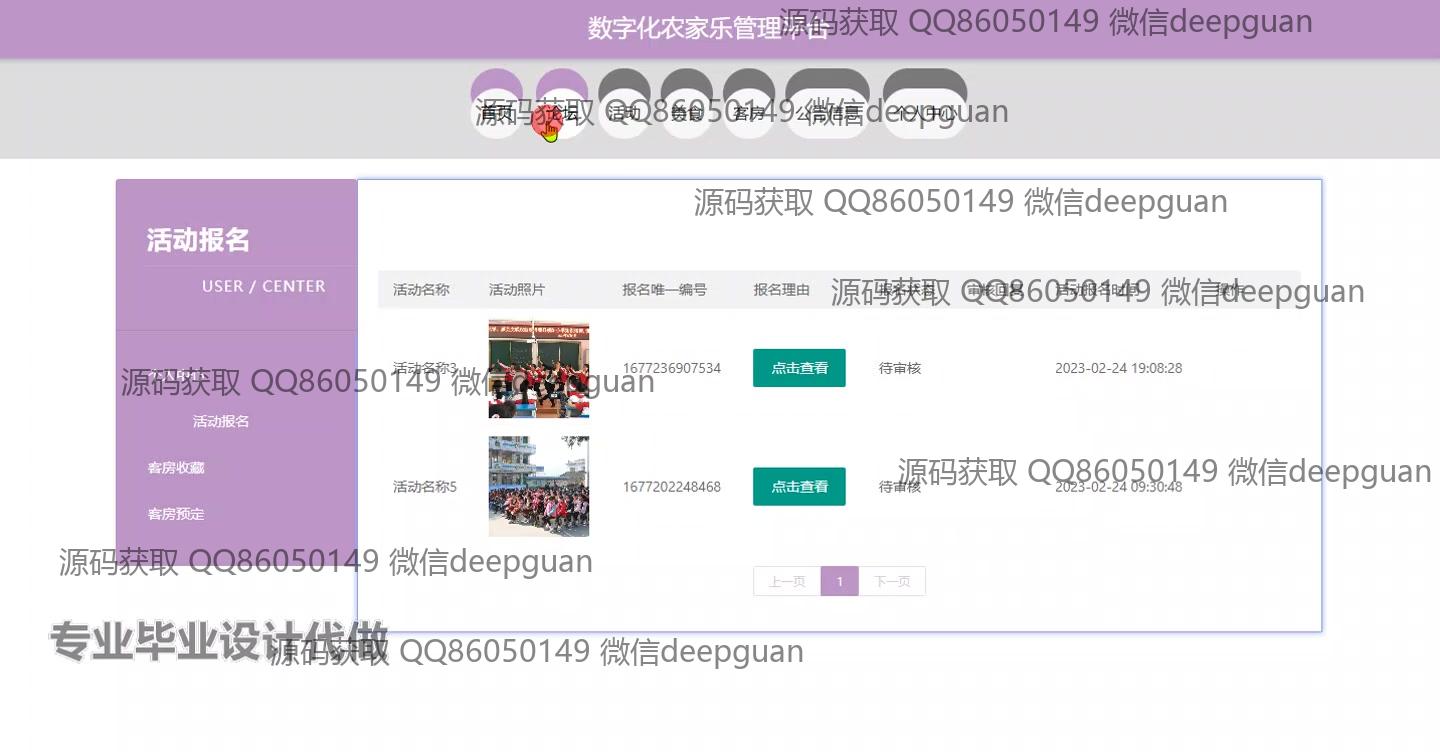 数字化农家乐管理平台
源码获取 QQ86050149 微信deepguan
首页 论坛 活动 美食 客房 公告信息 个人中心
源码获取 QQ86050149 微信deepguan
源码获取 QQ86050149 微信deepguan
活动报名
USER / CENTER
活动名称 活动照片 报名唯一编号 报名理由 报名状态 审核回复 活动报名时间 操作
源码获取 QQ86050149 微信deepguan
活动名称3 1677236907534 点击查看 待审核 2023-02-24 19:08:28
个人中心
源码获取 QQ86050149 微信deepguan
活动报名
客房收藏
客房预定
活动名称5 1677202248468 点击查看 待审核 2023-02-24 09:30:48
源码获取 QQ86050149 微信deepguan
源码获取 QQ86050149 微信deepguan
上一页 1 下一页
专业毕业设计代做
源码获取 QQ86050149 微信deepguan